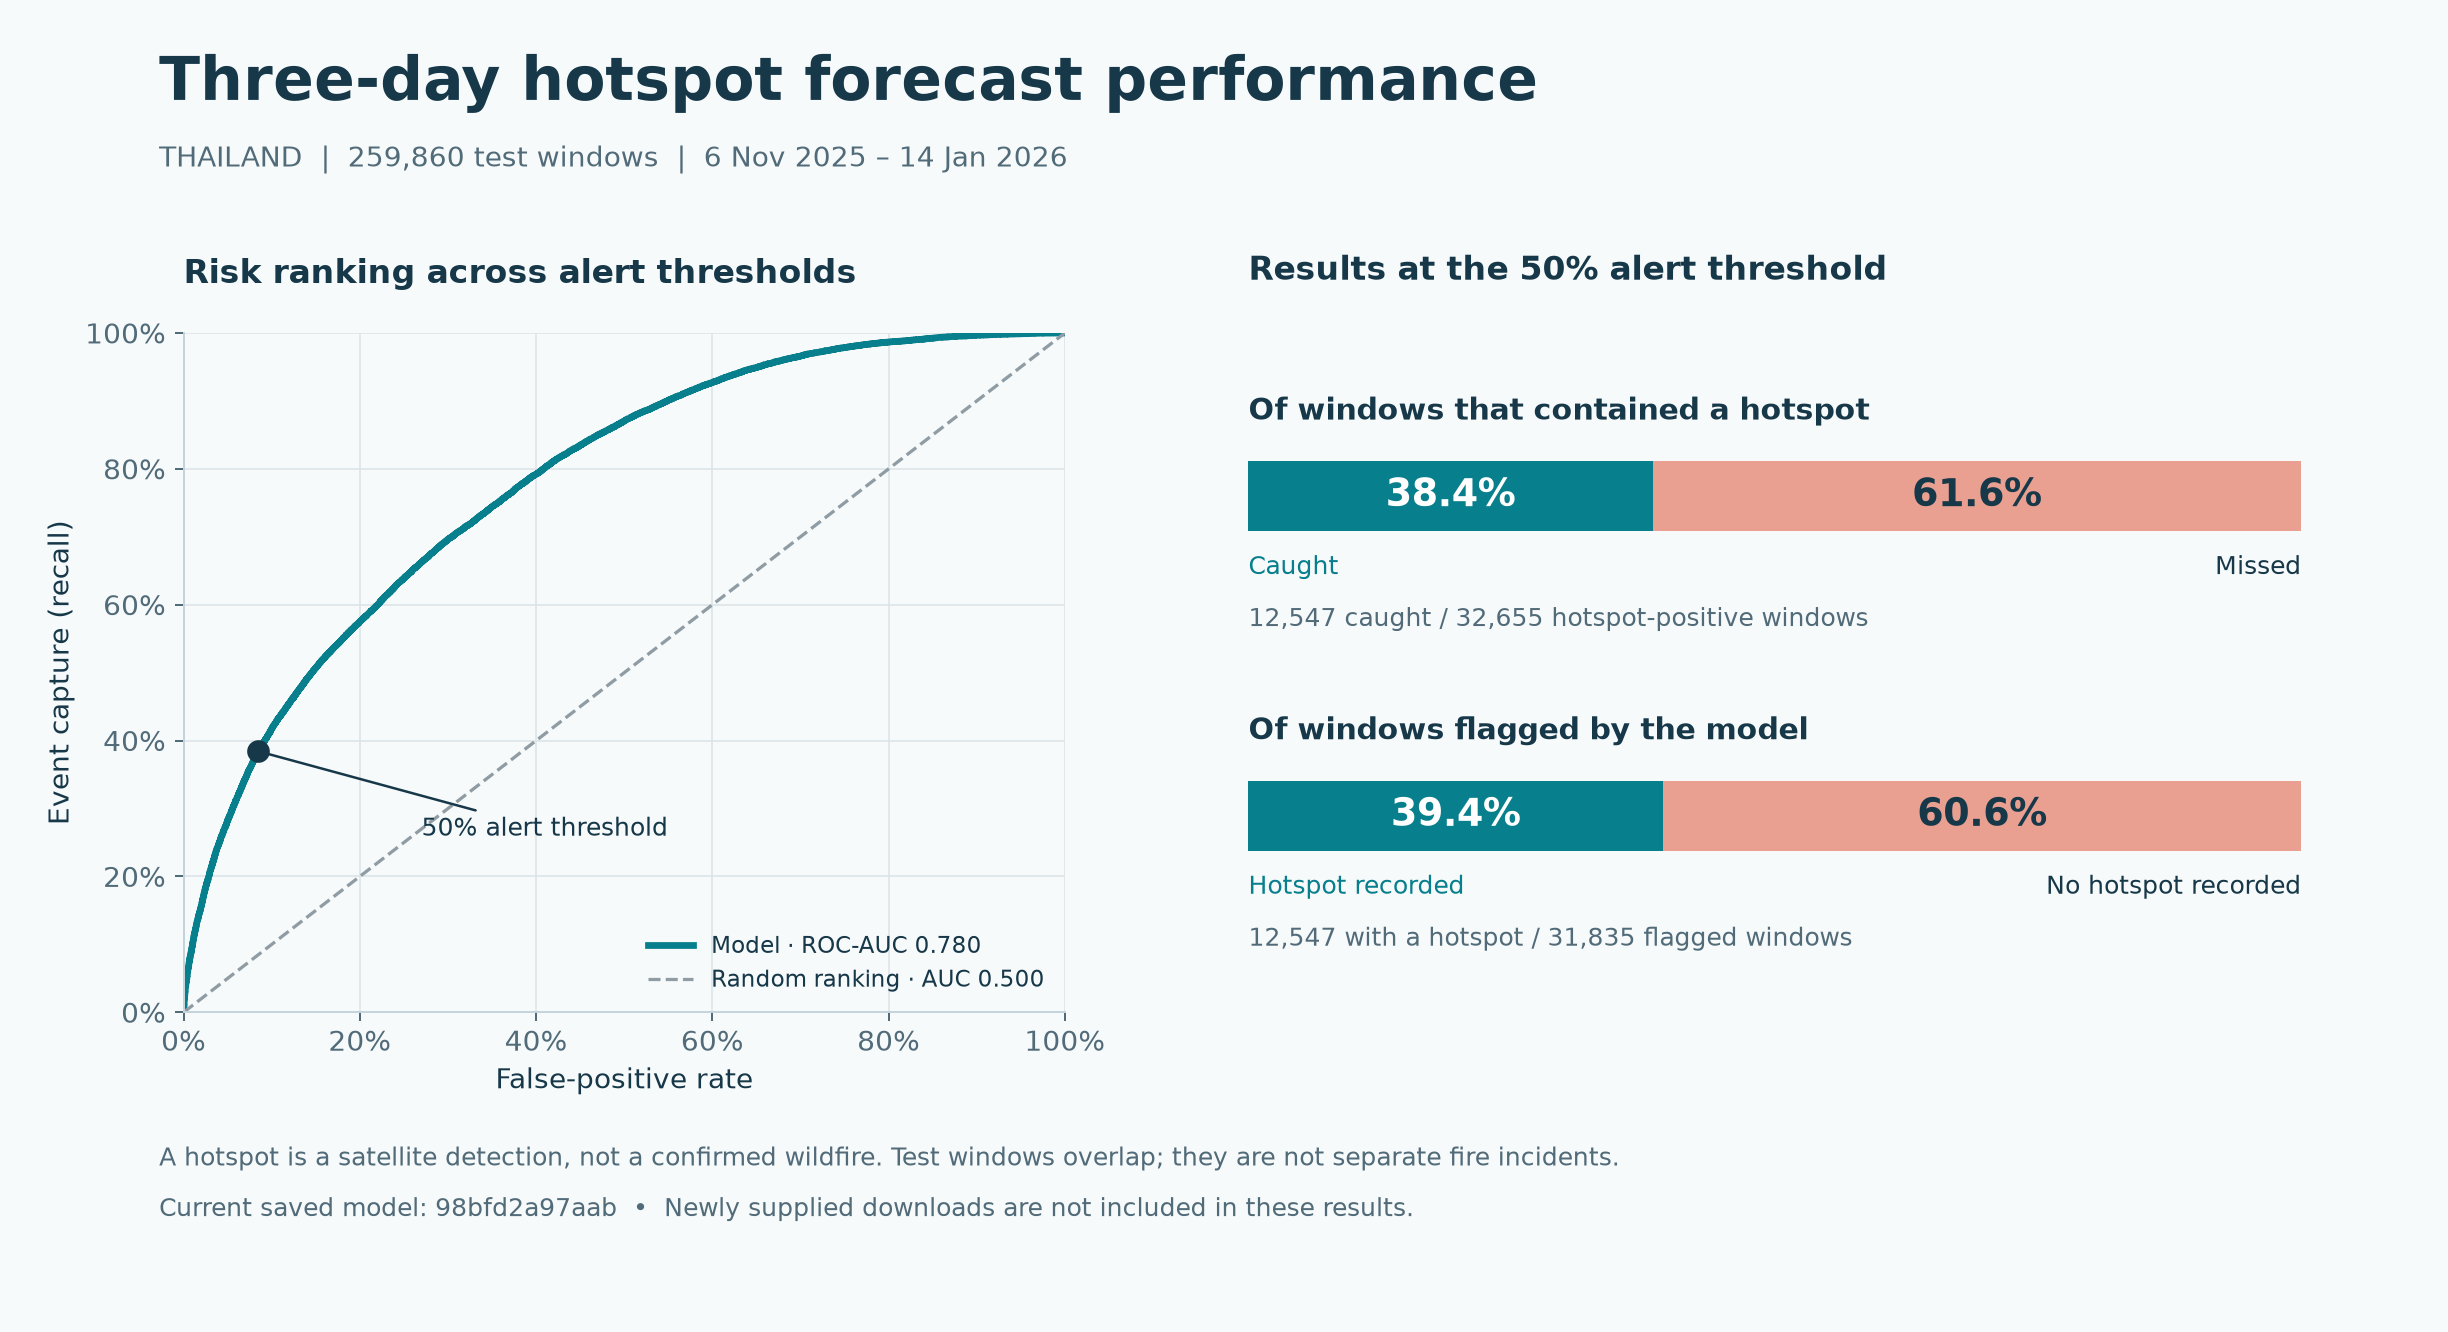 Three-day hotspot forecast performance
THAILAND | 259,860 test windows | 6 Nov 2025 – 14 Jan 2026
Risk ranking across alert thresholds
100%
80%
60%
40%
20%
0%
Event capture (recall)
50% alert threshold
Model · ROC-AUC 0.780
Random ranking · AUC 0.500
0% 20% 40% 60% 80% 100%
False-positive rate
Results at the 50% alert threshold
Of windows that contained a hotspot
38.4% 61.6%
Caught Missed
12,547 caught / 32,655 hotspot-positive windows
Of windows flagged by the model
39.4% 60.6%
Hotspot recorded No hotspot recorded
12,547 with a hotspot / 31,835 flagged windows
A hotspot is a satellite detection, not a confirmed wildfire. Test windows overlap; they are not separate fire incidents.
Current saved model: 98bfd2a97aab • Newly supplied downloads are not included in these results.